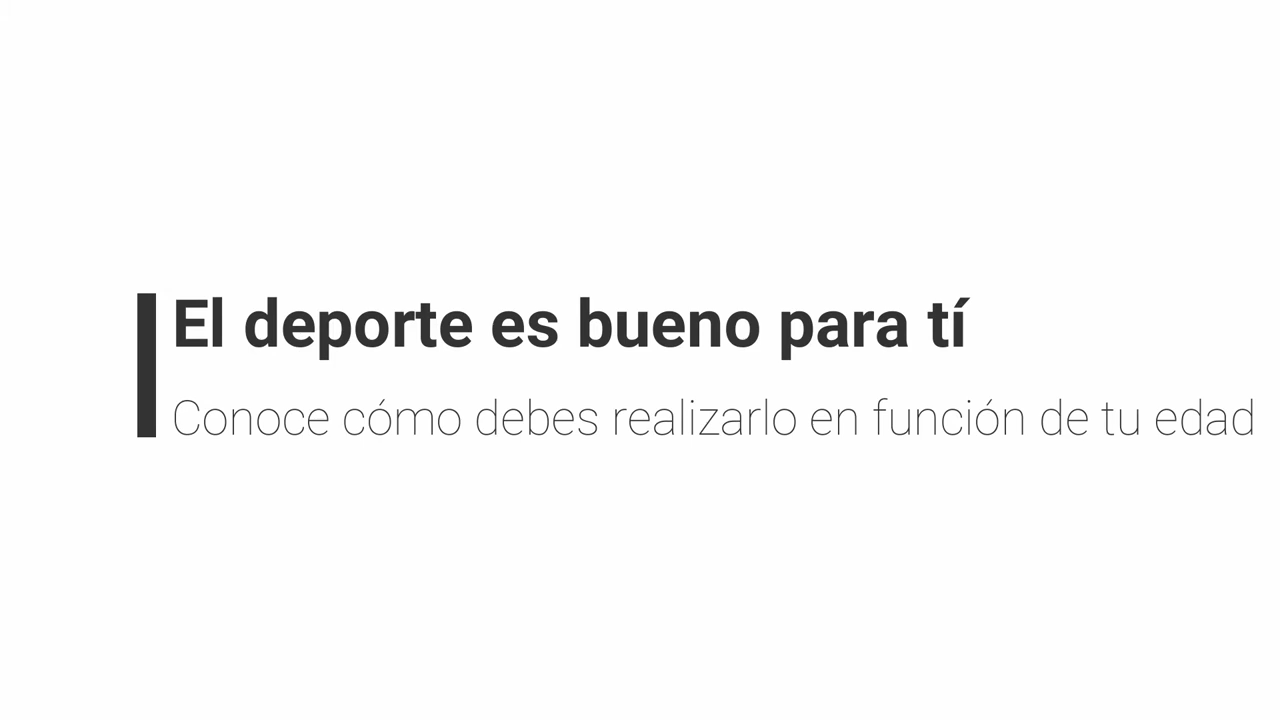 El deporte es bueno para tí
Conoce cómo debes realizarlo en función de tu edad